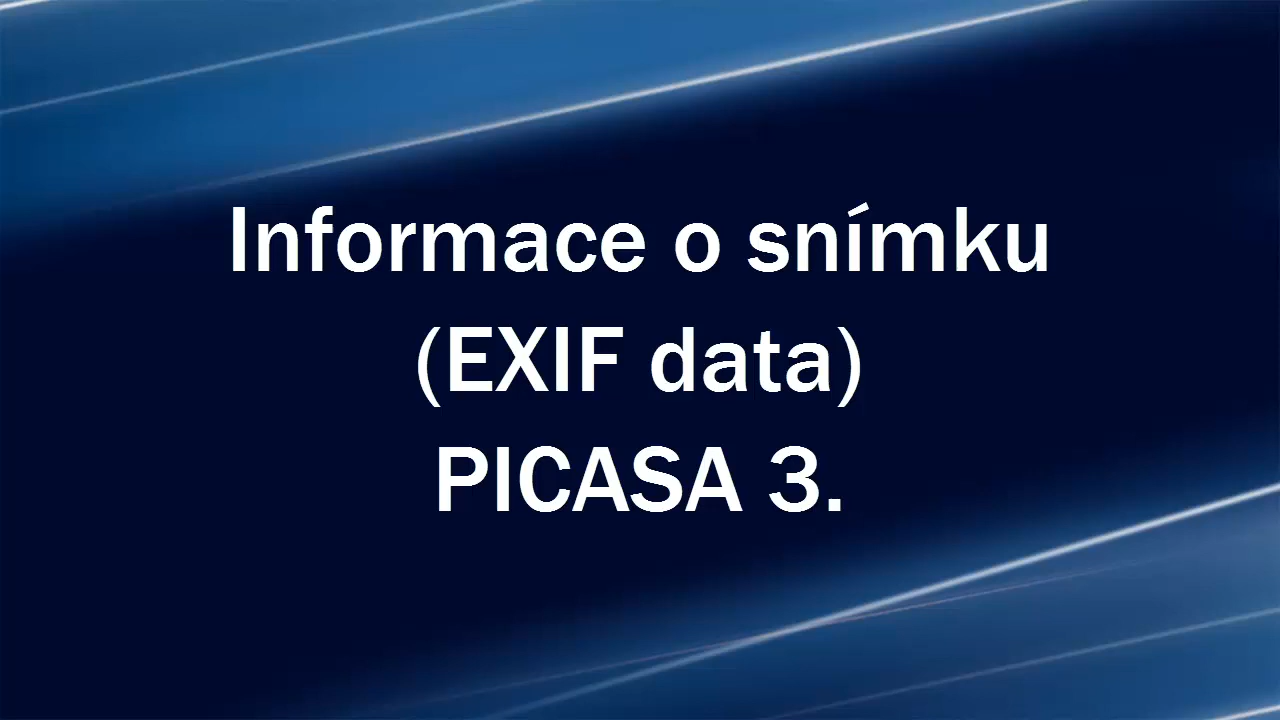 Informace o snímku
(EXIF data)
PICASA 3.